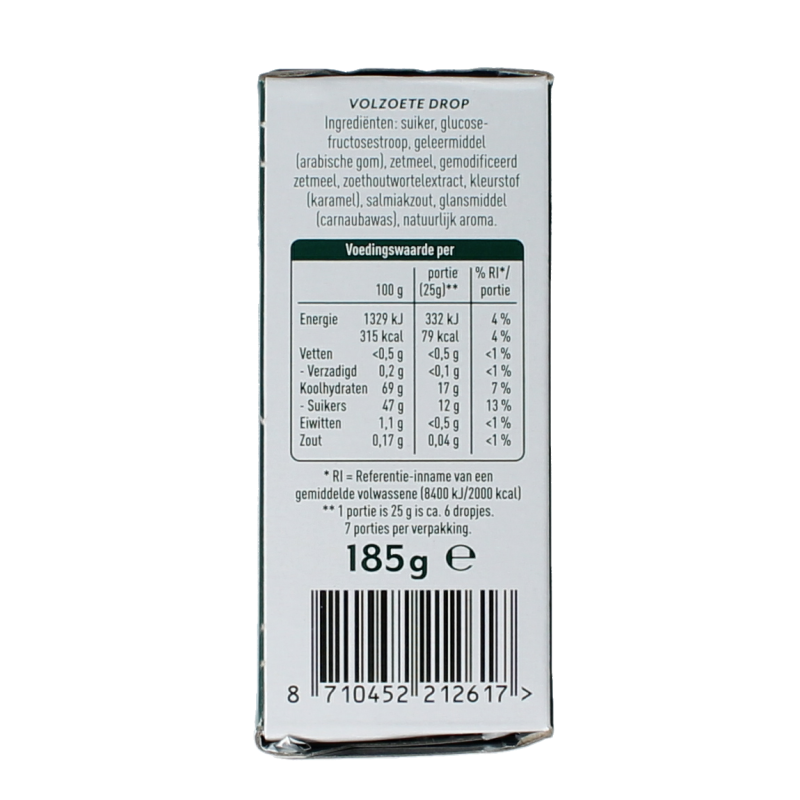 VOLZOETE DROP
Ingrediënten: suiker, glucose-
fructosestroop, geleermiddel
(arabische gom), zetmeel, gemodificeerd
zetmeel, zoethoutwortelextract, kleurstof
(karamel), salmiakzout, glansmiddel
(carnaubawas), natuurlijk aroma.
Voedingswaarde per
portie % RI*/
100 g (25g)** portie
Energie 1329 kJ 332 kJ 4 %
315 kcal 79 kcal 4 %
Vetten <0,5 g <0,5 g <1 %
- Verzadigd 0,2 g <0,1 g <1 %
Koolhydraten 69 g 17 g 7 %
- Suikers 47 g 12 g 13 %
Eiwitten 1,1 g <0,5 g <1 %
Zout 0,17 g 0,04 g <1 %
* RI = Referentie-inname van een
gemiddelde volwassene (8400 kJ/2000 kcal)
** 1 portie is 25 g is ca. 6 dropjes.
7 porties per verpakking.
185g ℮
8 710452 212617 >